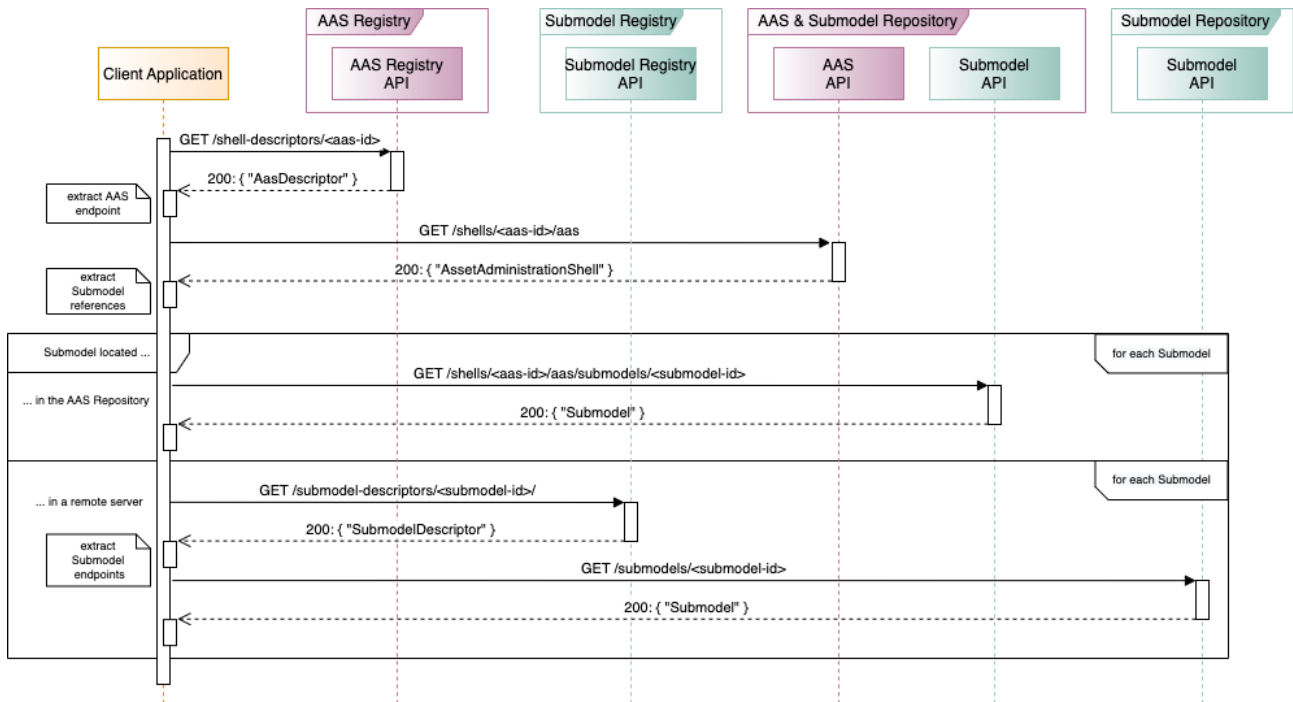 AAS Registry
Submodel Registry
AAS & Submodel Repository
Submodel Repository
Client Application
AAS Registry
API
Submodel Registry
API
AAS
API
Submodel
API
Submodel
API
GET /shell-descriptors/<aas-id>
200: { "AasDescriptor" }
extract AAS
endpoint
GET /shells/<aas-id>/aas
200: { "AssetAdministrationShell" }
extract
Submodel
references
Submodel located ...
for each Submodel
GET /shells/<aas-id>/aas/submodels/<submodel-id>
... in the AAS Repository
200: { "Submodel" }
for each Submodel
GET /submodel-descriptors/<submodel-id>/
... in a remote server
200: { "SubmodelDescriptor" }
extract
Submodel
endpoints
GET /submodels/<submodel-id>
200: { "Submodel" }